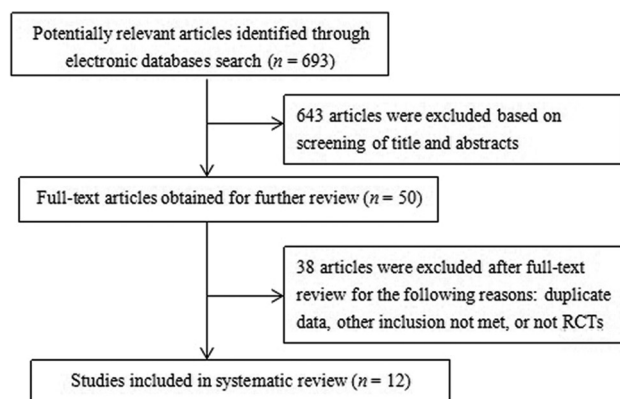 Potentially relevant articles identified through
electronic databases search (n = 693)
643 articles were excluded based on
screening of title and abstracts
Full-text articles obtained for further review (n = 50)
38 articles were excluded after full-text
review for the following reasons: duplicate
data, other inclusion not met, or not RCTs
Studies included in systematic review (n = 12)